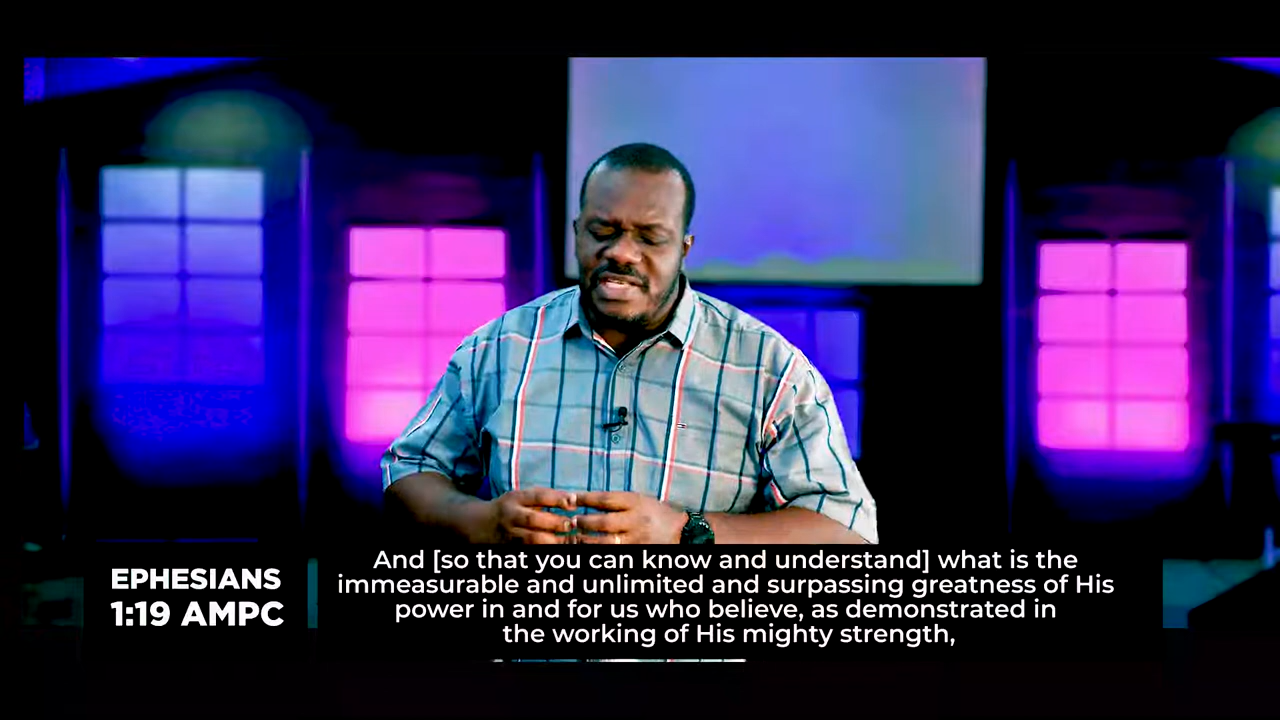 EPHESIANS
1:19 AMPC
And [so that you can know and understand] what is the
immeasurable and unlimited and surpassing greatness of His
power in and for us who believe, as demonstrated in
the working of His mighty strength,